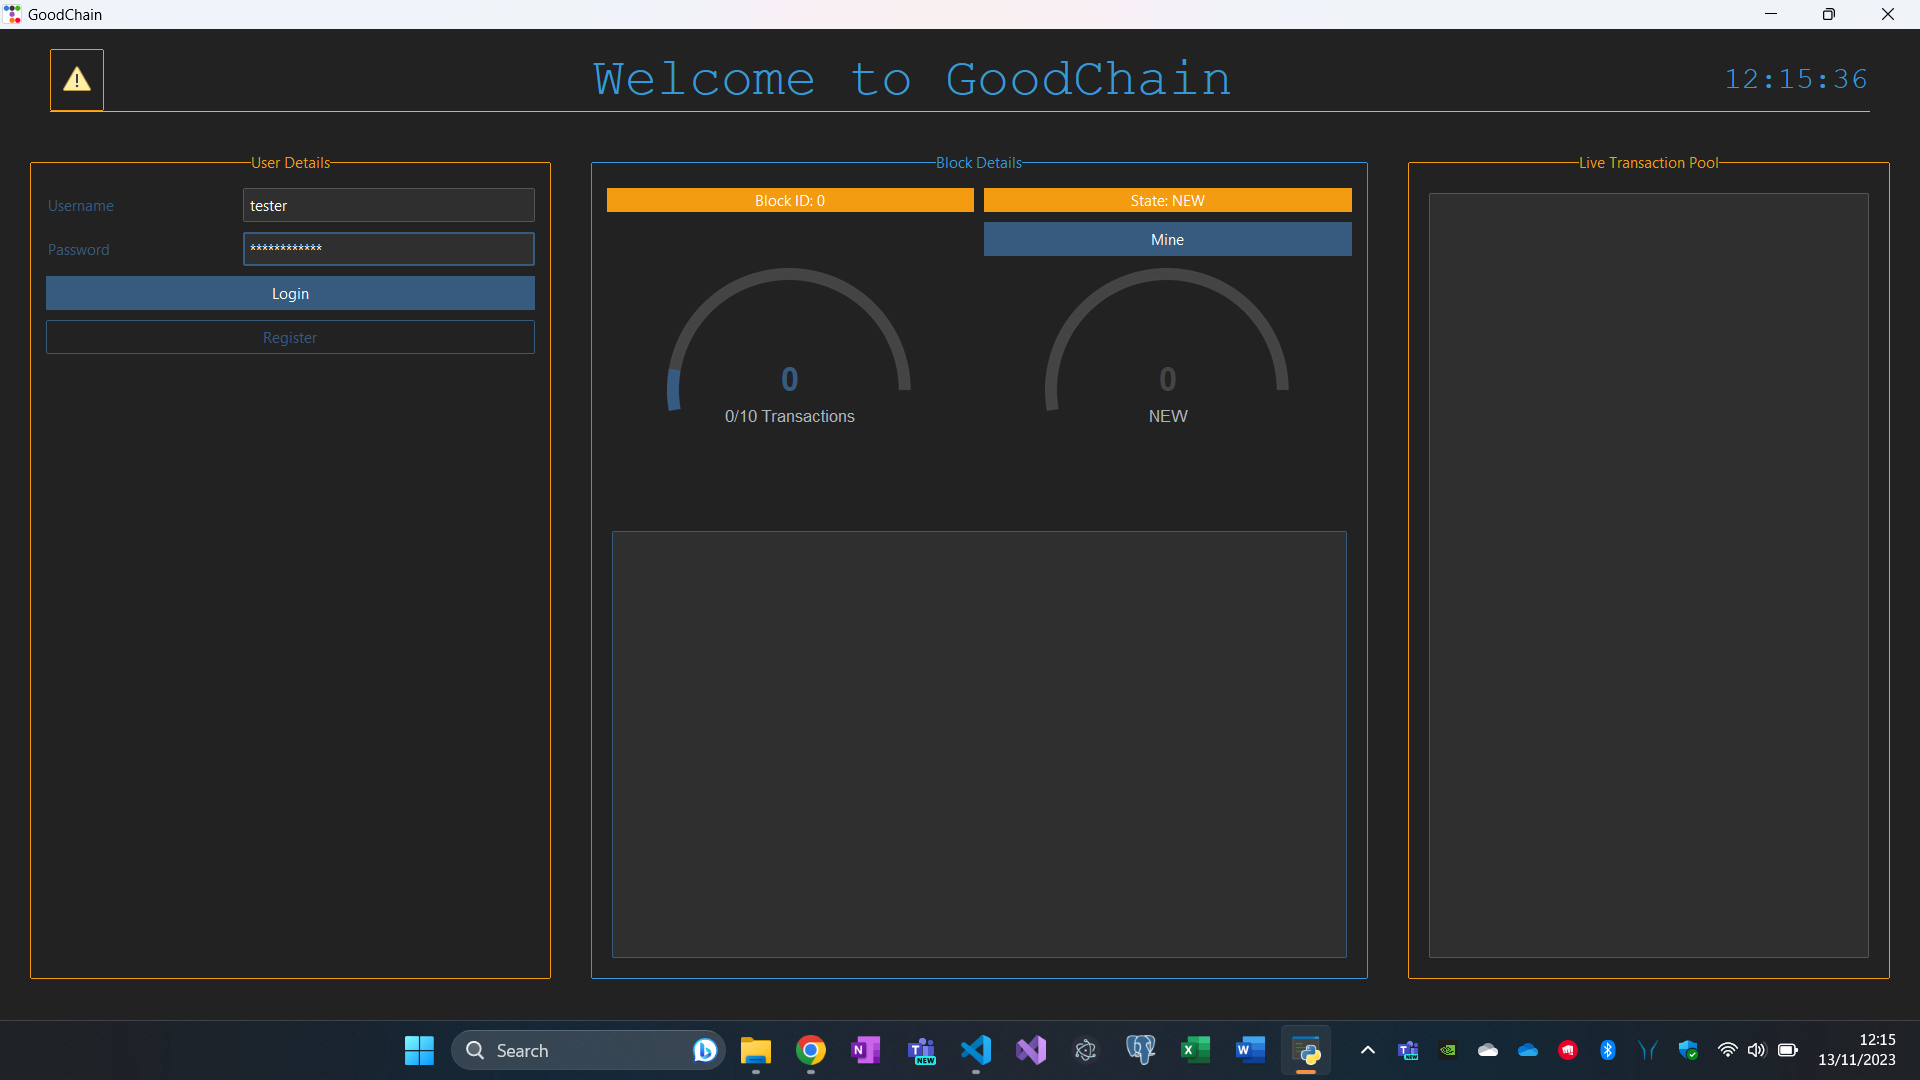 GoodChain
Welcome to GoodChain
12:15:36
User Details
Username
tester
Password
************
Login
Register
Block Details
Block ID: 0
State: NEW
Mine
0
0/10 Transactions
0
NEW
Live Transaction Pool
Search
12:15
13/11/2023